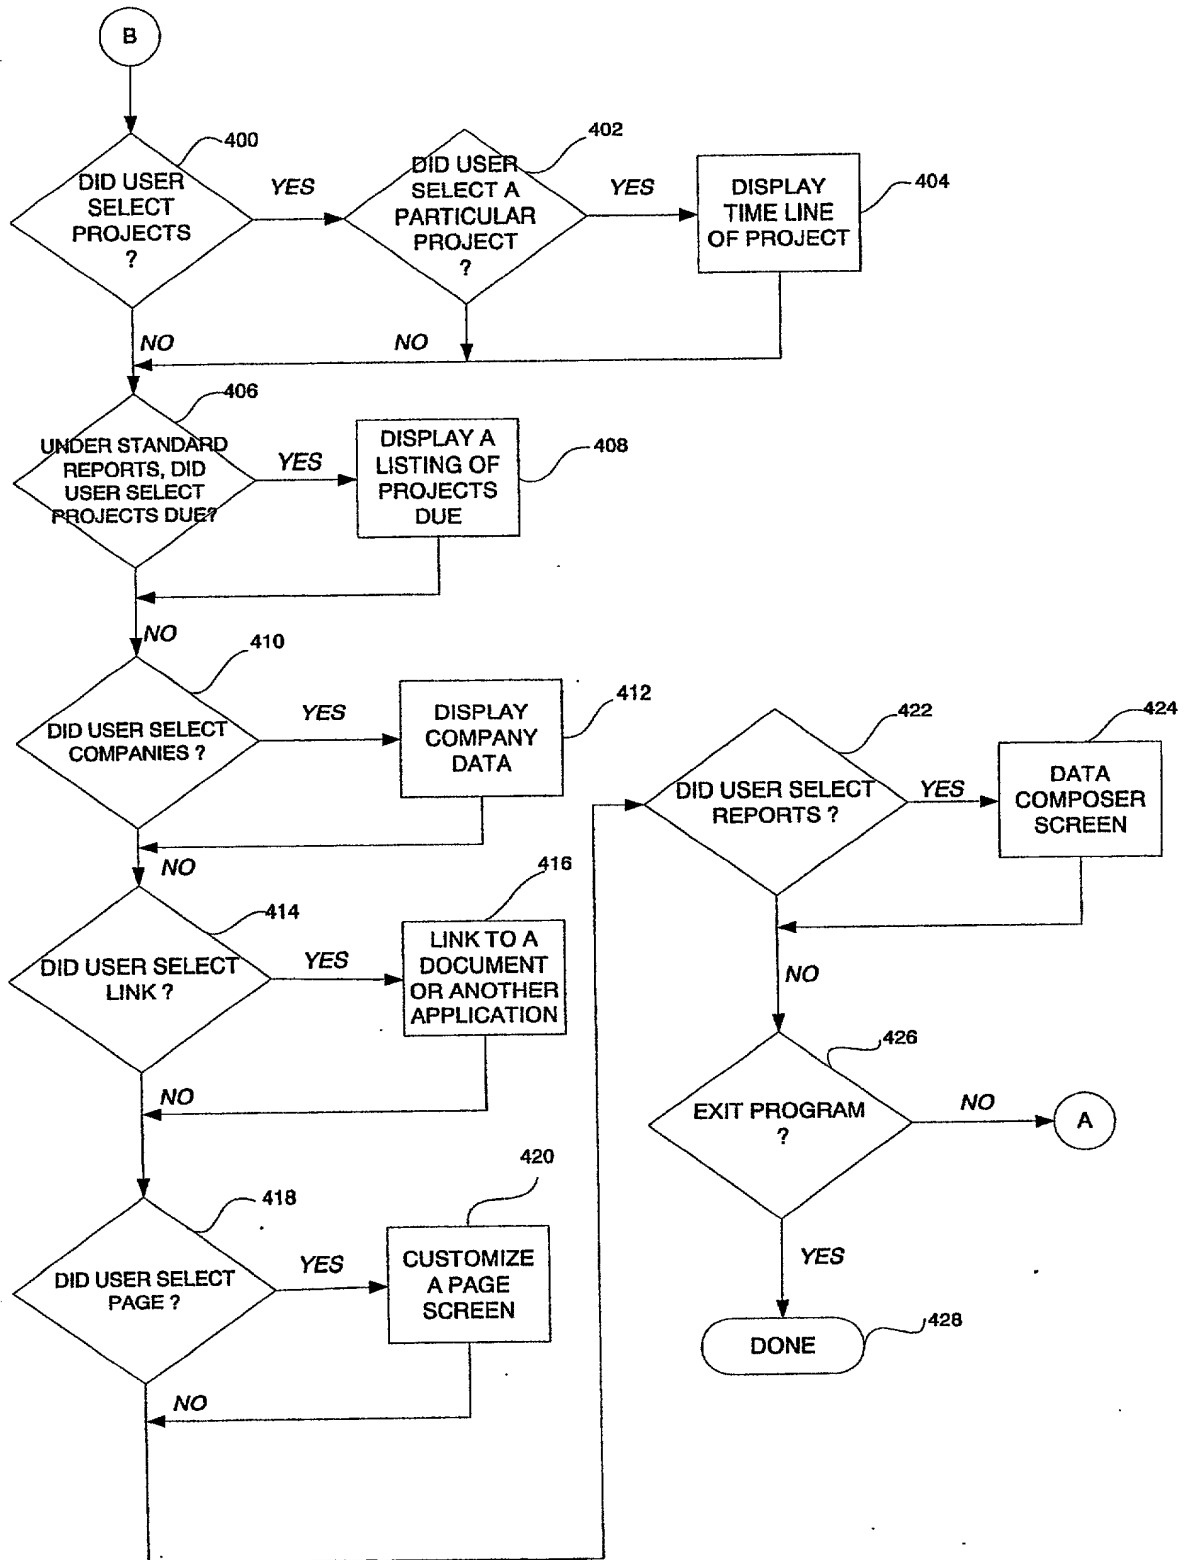 B
400
DID USER
SELECT
PROJECTS
?
YES
402
DID USER
SELECT A
PARTICULAR
PROJECT
?
YES
DISPLAY
TIME LINE
OF PROJECT
404
NO
NO
406
UNDER STANDARD
REPORTS, DID
USER SELECT
PROJECTS DUE?
YES
DISPLAY A
LISTING OF
PROJECTS
DUE
408
NO
410
DID USER SELECT
COMPANIES ?
YES
DISPLAY
COMPANY
DATA
412
NO
414
DID USER SELECT
LINK ?
YES
416
LINK TO A
DOCUMENT
OR ANOTHER
APPLICATION
NO
418
DID USER SELECT
PAGE ?
YES
420
CUSTOMIZE
A PAGE
SCREEN
NO
422
DID USER SELECT
REPORTS ?
YES
424
DATA
COMPOSER
SCREEN
NO
426
EXIT PROGRAM
?
NO
A
YES
DONE
428